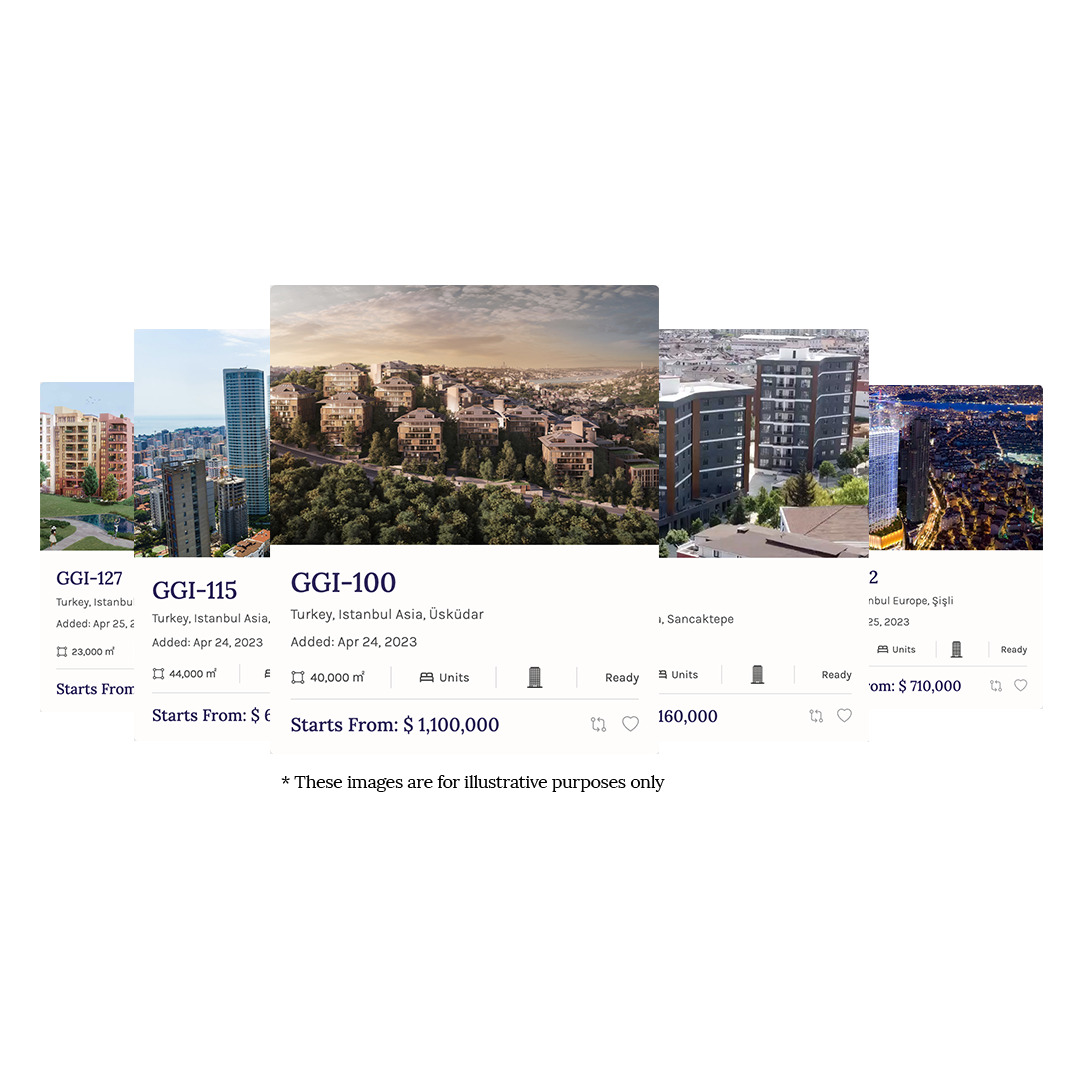 GGI-127
Turkey, Istanbu
Added: Apr 25, 2
23,000 m²
Starts From
GGI-115
Turkey, Istanbul Asia,
Added: Apr 24, 2023
44,000 m²
Starts From: $ 6
GGI-100
Turkey, Istanbul Asia, Üsküdar
Added: Apr 24, 2023
40,000 m² Units Ready
Starts From: $ 1,100,000
, Sancaktepe
Units Ready
160,000
2
nbul Europe, Şişli
25, 2023
Units Ready
om: $ 710,000
* These images are for illustrative purposes only